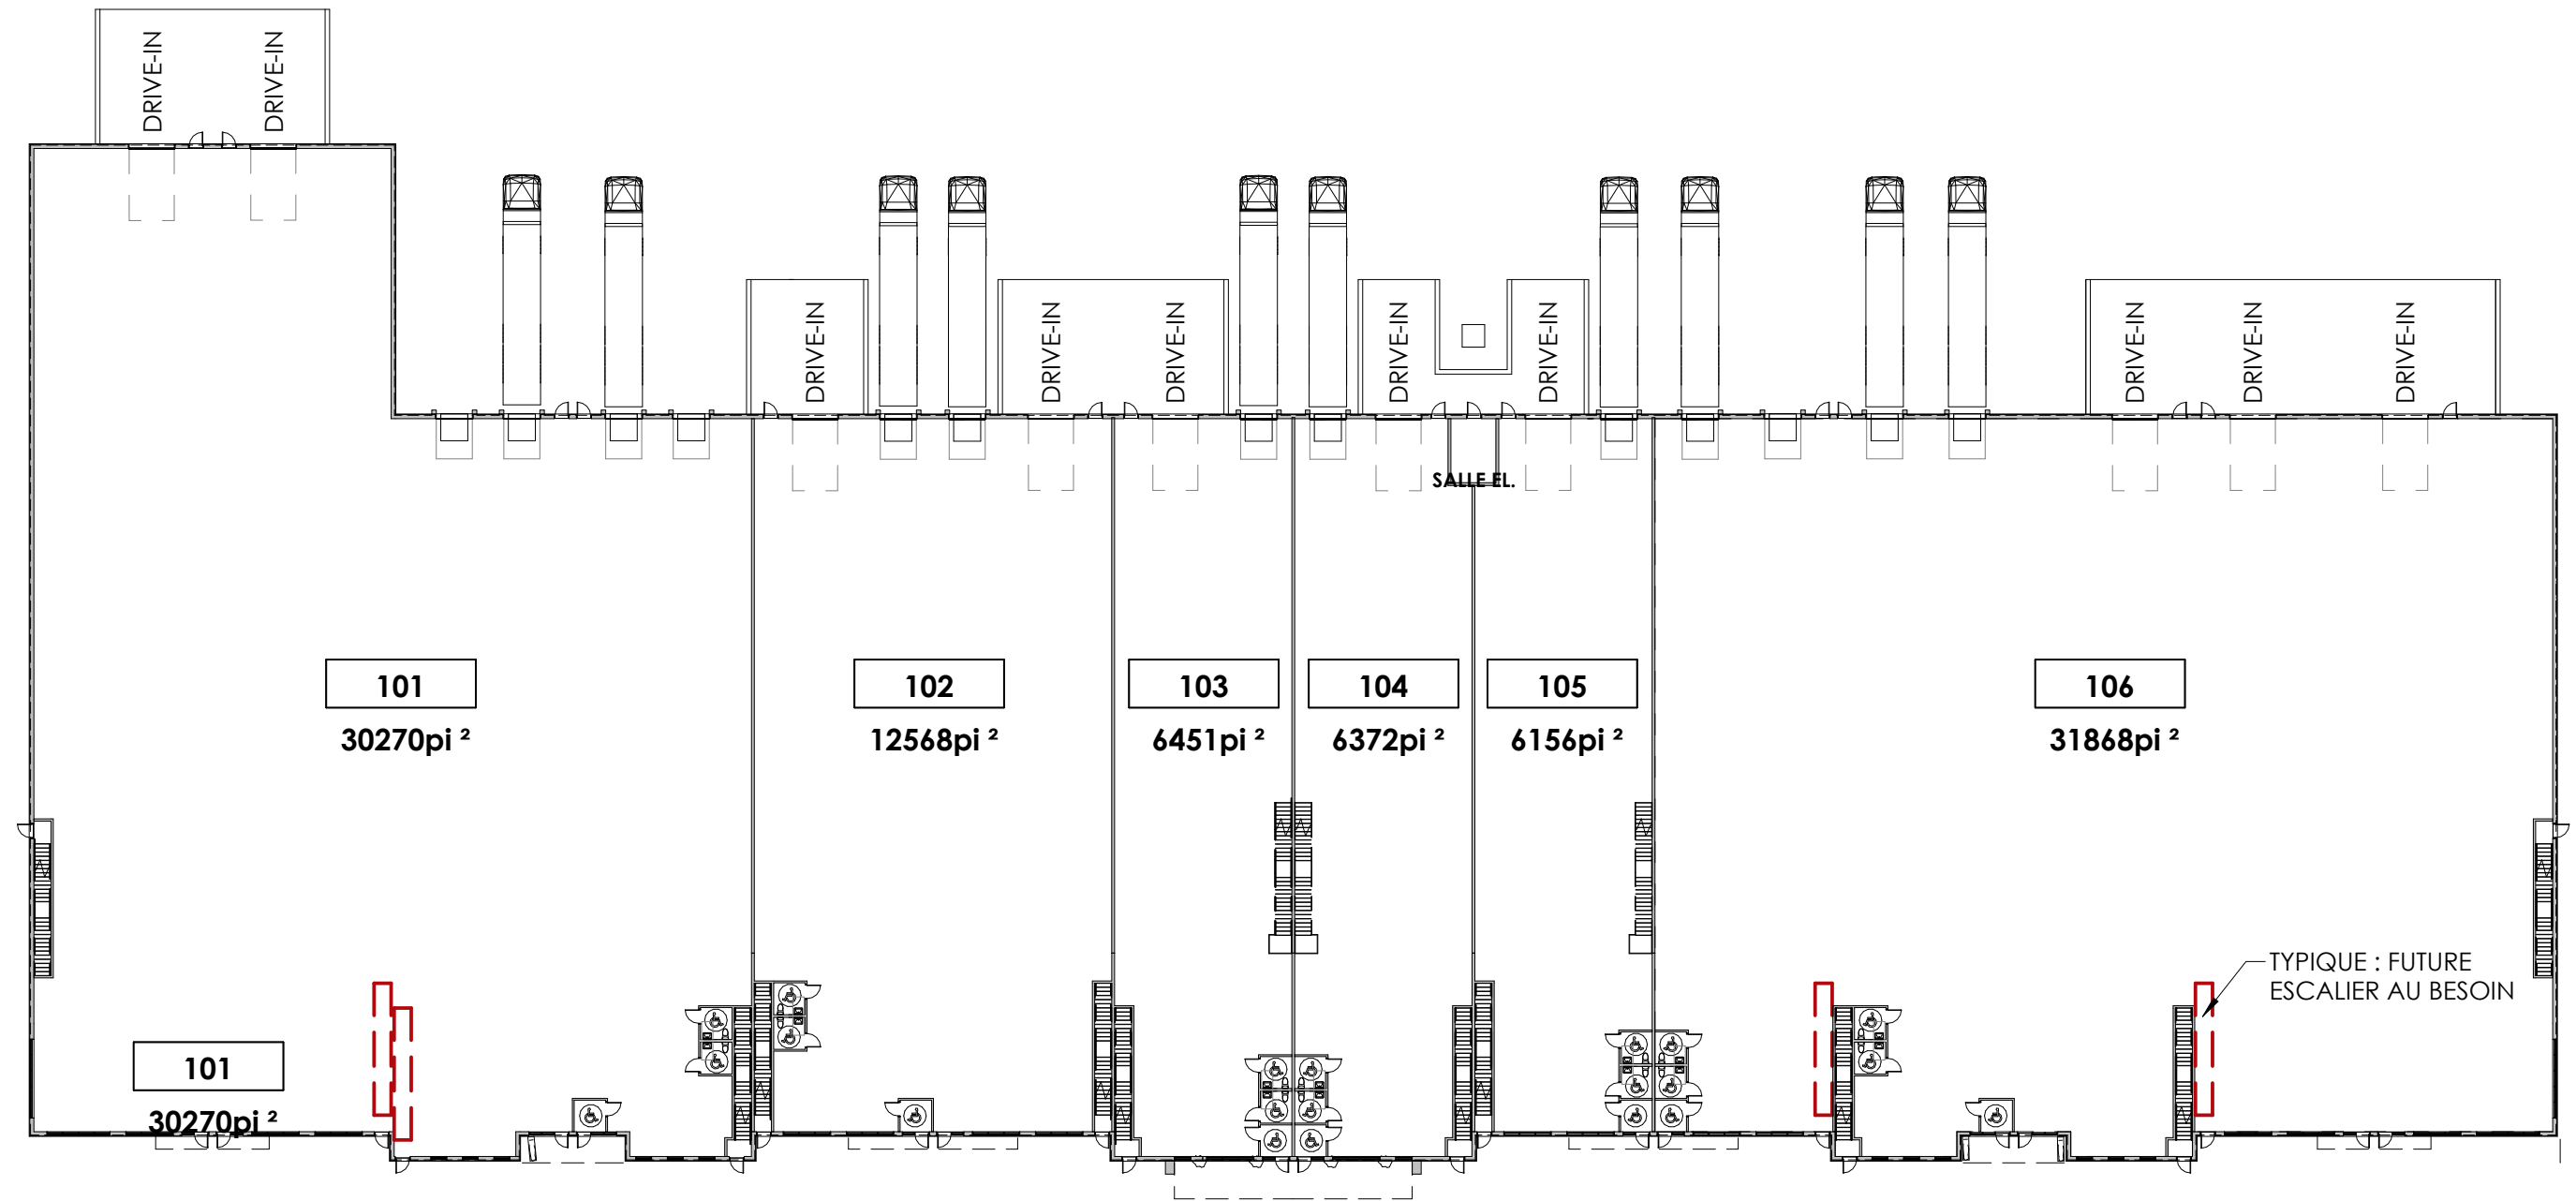 DRIVE-IN
DRIVE-IN
DRIVE-IN
DRIVE-IN
DRIVE-IN
DRIVE-IN
DRIVE-IN
DRIVE-IN
DRIVE-IN
DRIVE-IN
SALLE EL.
101
30270pi ²
102
12568pi ²
103
6451pi ²
104
6372pi ²
105
6156pi ²
106
31868pi ²
TYPIQUE : FUTURE
ESCALIER AU BESOIN
101
30270pi ²